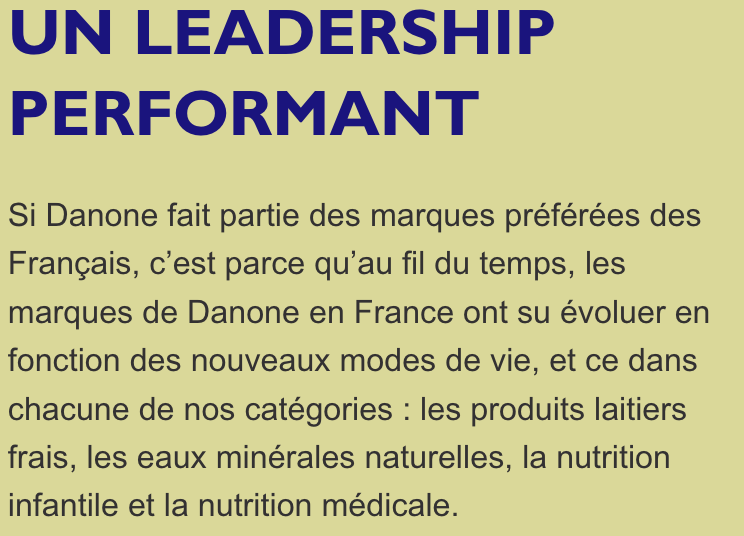 UN LEADERSHIP
PERFORMANT
Si Danone fait partie des marques préférées des
Français, c’est parce qu’au fil du temps, les
marques de Danone en France ont su évoluer en
fonction des nouveaux modes de vie, et ce dans
chacune de nos catégories : les produits laitiers
frais, les eaux minérales naturelles, la nutrition
infantile et la nutrition médicale.